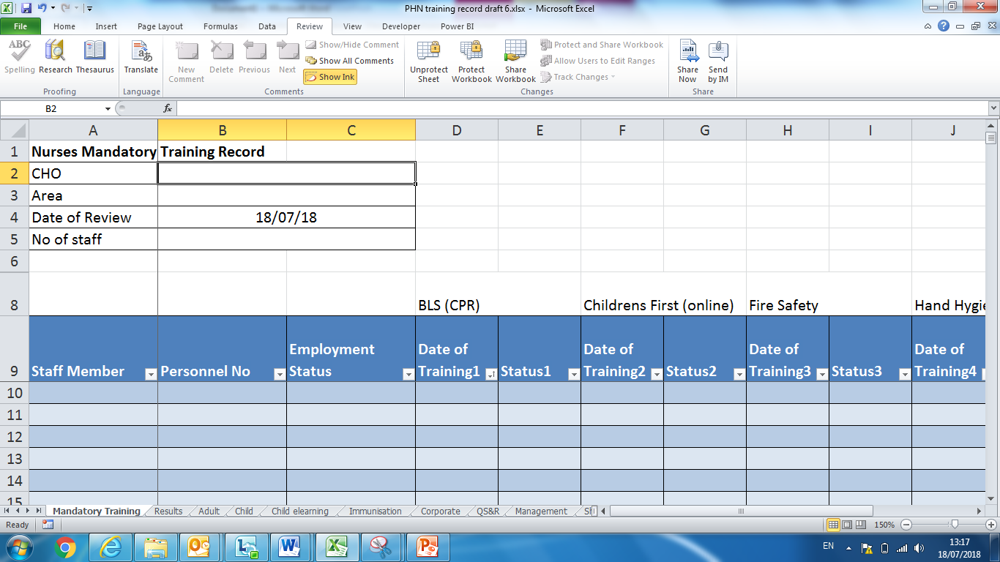 PHN training record draft 6.xlsx - Microsoft Excel
File Home Insert Page Layout Formulas Data Review View Developer Power BI
ABC
Spelling Research Thesaurus
Proofing
Translate
Language
New Comment Delete Previous Next
Show/Hide Comment
Show All Comments
Show Ink
Comments
Unprotect Sheet Protect Workbook Share Workbook
Protect and Share Workbook
Allow Users to Edit Ranges
Track Changes
Changes
Share Now Send by IM
Share
B2 fx
A B C D E F G H I J
1 Nurses Mandatory Training Record
2 CHO
3 Area
4 Date of Review 18/07/18
5 No of staff
6
8 BLS (CPR) Childrens First (online) Fire Safety Hand Hygie
9 Staff Member Personnel No Employment Status Date of Training1 Status1 Date of Training2 Status2 Date of Training3 Status3 Date of Training4
10
11
12
13
14
15
Mandatory Training Results Adult Child Child elearning Immunisation Corporate QS&R Management
Ready 150%
EN 13:17
18/07/2018